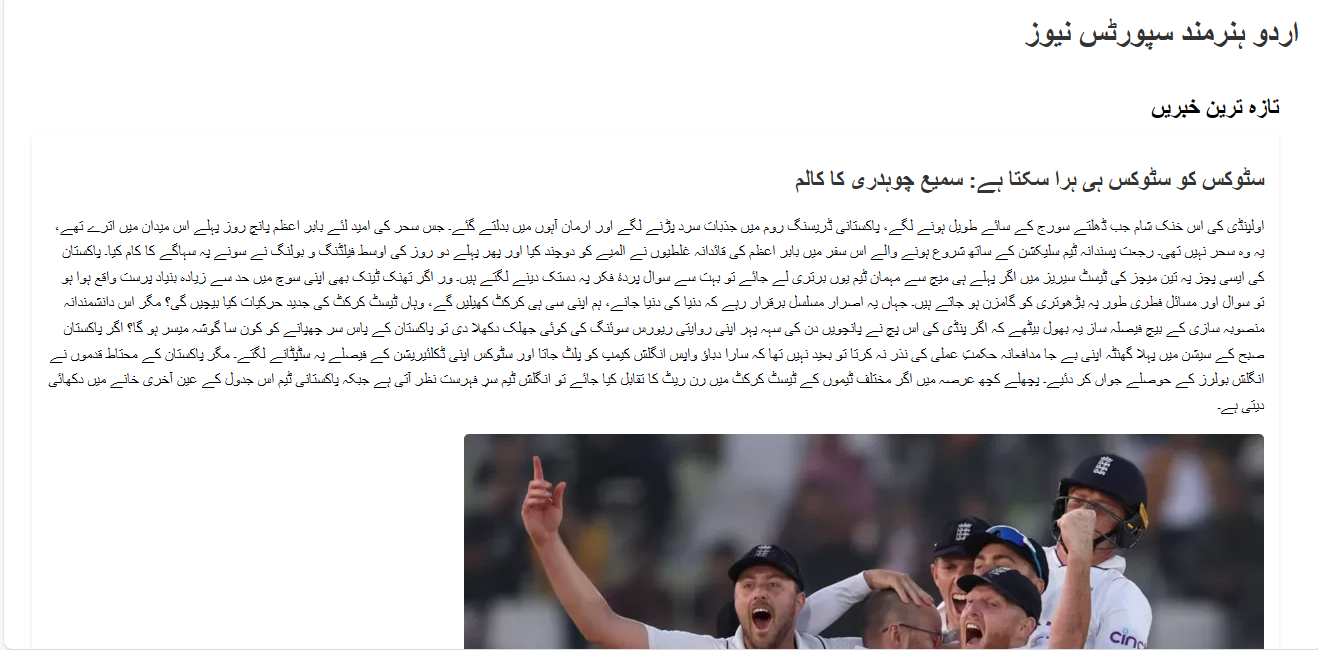 اردو ہنرمند سپورٹس نیوز
تازہ ترین خبریں
سٹوکس کو سٹوکس ہی ہرا سکتا ہے: سمیع چوہدری کا کالم
اولپنڈی کی اس خنک شام جب ڈھلتے سورج کے سائے طویل ہونے لگے، پاکستانی ڈریسنگ روم میں جذبات سرد پڑنے لگے اور ارمان آہوں میں بدلتے گئے۔ جس سحر کی امید لئے بابر اعظم پانچ روز پہلے اس میدان میں اترے تھے،
یہ وہ سحر نہیں تھی۔ رجعت پسندانہ ٹیم سلیکشن کے ساتھ شروع ہونے والے اس سفر میں بابر اعظم کی قائدانہ غلطیوں نے المیے کو دوچند کیا اور پھر پہلے دو روز کی اوسط فیلڈنگ و بولنگ نے سونے پہ سہاگے کا کام کیا۔ پاکستان
کی ایسی پچز پہ تین میچز کی ٹیسٹ سیریز میں اگر پہلے ہی میچ سے مہمان ٹیم یوں برتری لے جائے تو بہت سے سوال پردۂ فکر پہ دستک دینے لگتے ہیں۔ ور اگر تھنک ٹینک بھی اپنی سوچ میں حد سے زیادہ بنیاد پرست واقع ہوا ہو
تو سوال اور مسائل فطری طور پہ بڑھوتری کو گامزن ہو جاتے ہیں۔ جہاں یہ اصرار مسلسل برقرار رہے کہ دنیا کی دنیا جانے، ہم اپنی سی ہی کرکٹ کھیلیں گے، وہاں ٹیسٹ کرکٹ کی جدید حرکیات کیا بیچیں گی؟ مگر اس دانشمندانہ
منصوبہ سازی کے بیچ فیصلہ ساز یہ بھول بیٹھے کہ اگر پنڈی کی اس پچ نے پانچویں دن کی سہہ پہر اپنی روایتی ریورس سوئنگ کی کوئی جھلک دکھلا دی تو پاکستان کے پاس سر چھپانے کو کون سا گوشہ میسر ہو گا؟ اگر پاکستان
صبح کے سیشن میں پہلا گھنٹہ اپنی بے جا مدافعانہ حکمتِ عملی کی نذر نہ کرتا تو بعید نہیں تھا کہ سارا دباؤ واپس انگلش کیمپ کو پلٹ جاتا اور سٹوکس اپنی ڈکلئیریشن کے فیصلے پہ سٹپٹانے لگتے۔ مگر پاکستان کے محتاط قدموں نے
انگلش بولرز کے حوصلے جواں کر دئیے۔ پچھلے کچھ عرصہ میں اگر مختلف ٹیموں کے ٹیسٹ کرکٹ میں رن ریٹ کا تقابل کیا جائے تو انگلش ٹیم سرِ فہرست نظر آتی ہے جبکہ پاکستانی ٹیم اس جدول کے عین آخری خانے میں دکھائی
دیتی ہے۔